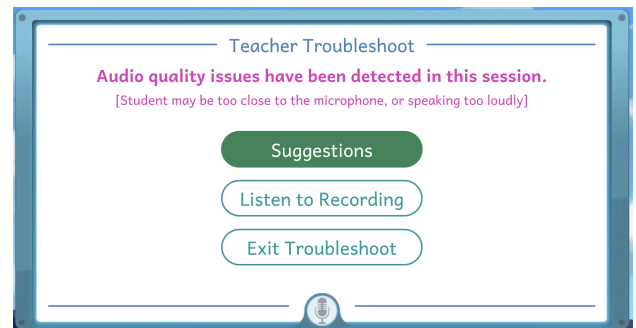 Teacher Troubleshoot
Audio quality issues have been detected in this session.
[Student may be too close to the microphone, or speaking too loudly]
Suggestions
Listen to Recording
Exit Troubleshoot